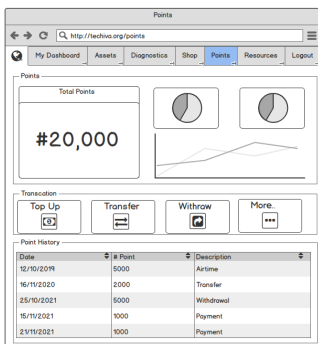 Points
http://techivo.org/points
My Dashboard Assets Diagnostics Shop Points Resources Logout
Points
Total Points
#20,000
Transcation
Top Up Transfer Withraw More..
Point History
Date # Point Description
12/10/2019 5000 Airtime
16/11/2020 2000 Transfer
25/10/2021 5000 Withdrawal
15/11/2021 1000 Payment
21/11/2021 1000 Payment